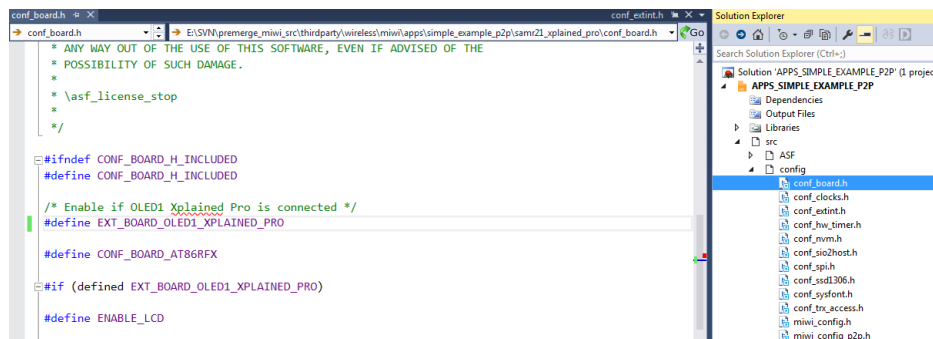 conf_board.h
conf_extint.h
Solution Explorer
conf_board.h
E:\SVN\premerge_miwi_src\thirdparty\wireless\miwi\apps\simple_example_p2p\samr21_xplained_pro\conf_board.h
Go
* ANY WAY OUT OF THE USE OF THIS SOFTWARE, EVEN IF ADVISED OF THE
* POSSIBILITY OF SUCH DAMAGE.
*
* \asf_license_stop
*
*/
#ifndef CONF_BOARD_H_INCLUDED
#define CONF_BOARD_H_INCLUDED
/* Enable if OLED1 Xplained Pro is connected */
#define EXT_BOARD_OLED1_XPLAINED_PRO
#define CONF_BOARD_AT86RFX
#if (defined EXT_BOARD_OLED1_XPLAINED_PRO)
#define ENABLE_LCD
Search Solution Explorer (Ctrl+;)
Solution 'APPS_SIMPLE_EXAMPLE_P2P' (1 projec
APPS_SIMPLE_EXAMPLE_P2P
Dependencies
Output Files
Libraries
src
ASF
config
conf_board.h
conf_clocks.h
conf_extint.h
conf_hw_timer.h
conf_nvm.h
conf_sio2host.h
conf_spi.h
conf_ssd1306.h
conf_sysfont.h
conf_trx_access.h
miwi_config.h
miwi_config_p2p.h